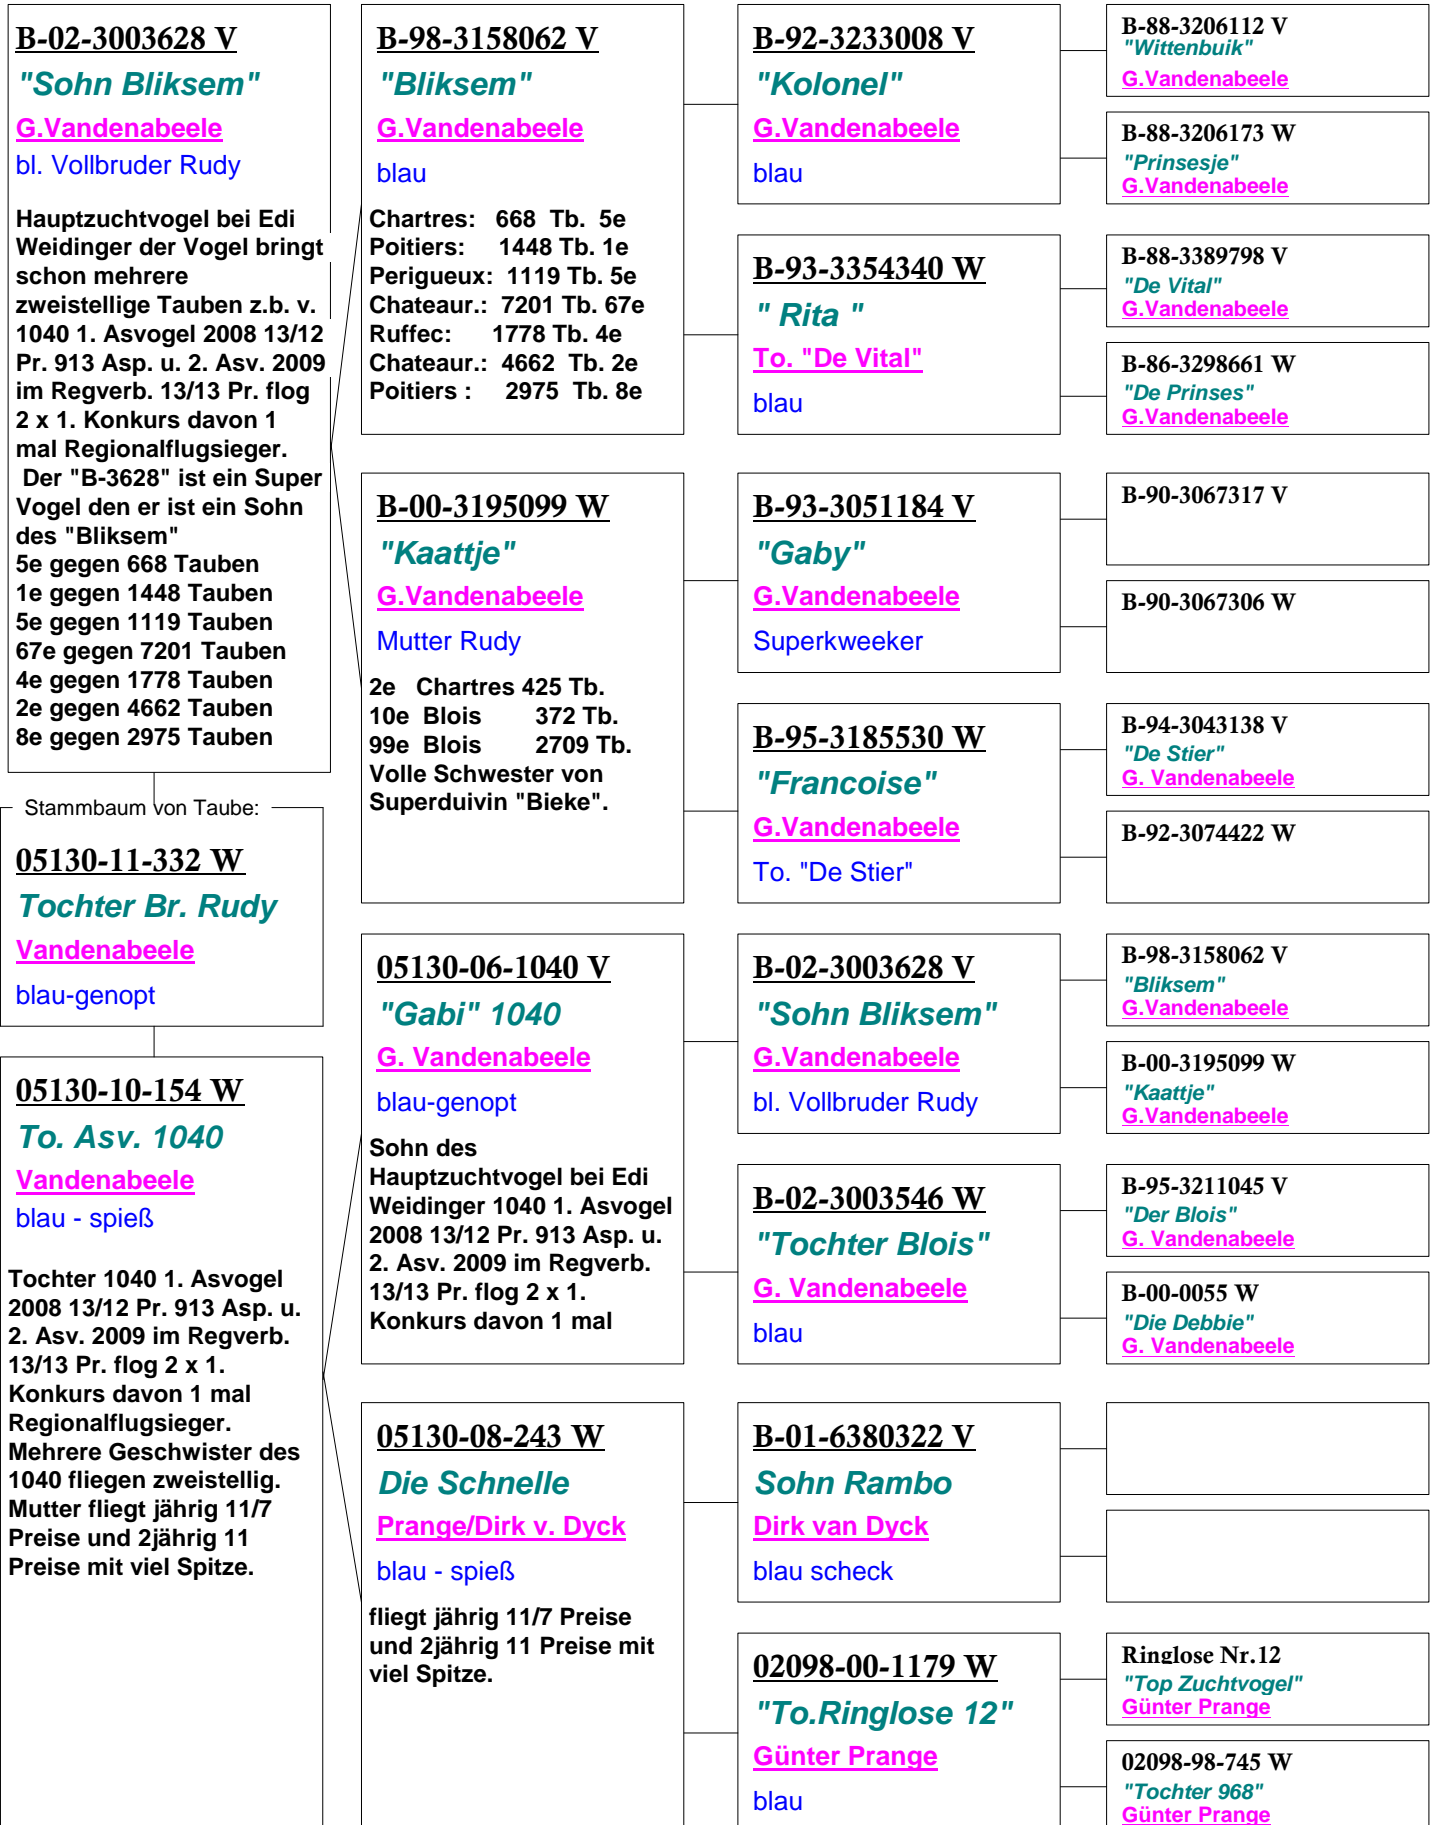 B-02-3003628 V
"Sohn Bliksem"
G.Vandenabeele
bl. Vollbruder Rudy
Hauptzuchtvogel bei Edi
Weidinger der Vogel bringt
schon mehrere
zweistellige Tauben z.b. v.
1040 1. Asvogel 2008 13/12
Pr. 913 Asp. u. 2. Asv. 2009
im Regverb. 13/13 Pr. flog
2 x 1. Konkurs davon 1
mal Regionalflugsieger.
Der "B-3628" ist ein Super
Vogel den er ist ein Sohn
des "Bliksem"
5e gegen 668 Tauben
1e gegen 1448 Tauben
5e gegen 1119 Tauben
67e gegen 7201 Tauben
4e gegen 1778 Tauben
2e gegen 4662 Tauben
8e gegen 2975 Tauben
Stammbaum von Taube:
05130-11-332 W
Tochter Br. Rudy
Vandenabeele
blau-genopt
05130-10-154 W
To. Asv. 1040
Vandenabeele
blau - spieß
Tochter 1040 1. Asvogel
2008 13/12 Pr. 913 Asp. u.
2. Asv. 2009 im Regverb.
13/13 Pr. flog 2 x 1.
Konkurs davon 1 mal
Regionalflugsieger.
Mehrere Geschwister des
1040 fliegen zweistellig.
Mutter fliegt jährig 11/7
Preise und 2jährig 11
Preise mit viel Spitze.
B-98-3158062 V
"Bliksem"
G.Vandenabeele
blau
Chartres: 668 Tb. 5e
Poitiers: 1448 Tb. 1e
Perigueux: 1119 Tb. 5e
Chateaur.: 7201 Tb. 67e
Ruffec: 1778 Tb. 4e
Chateaur.: 4662 Tb. 2e
Poitiers : 2975 Tb. 8e
B-00-3195099 W
"Kaattje"
G.Vandenabeele
Mutter Rudy
2e Chartres 425 Tb.
10e Blois 372 Tb.
99e Blois 2709 Tb.
Volle Schwester von
Superduivin "Bieke".
05130-06-1040 V
"Gabi" 1040
G. Vandenabeele
blau-genopt
Sohn des
Hauptzuchtvogel bei Edi
Weidinger 1040 1. Asvogel
2008 13/12 Pr. 913 Asp. u.
2. Asv. 2009 im Regverb.
13/13 Pr. flog 2 x 1.
Konkurs davon 1 mal
05130-08-243 W
Die Schnelle
Prange/Dirk v. Dyck
blau - spieß
fliegt jährig 11/7 Preise
und 2jährig 11 Preise mit
viel Spitze.
B-92-3233008 V
"Kolonel"
G.Vandenabeele
blau
B-93-3354340 W
" Rita "
To. "De Vital"
blau
B-93-3051184 V
"Gaby"
G.Vandenabeele
Superkweeker
B-95-3185530 W
"Francoise"
G.Vandenabeele
To. "De Stier"
B-02-3003628 V
"Sohn Bliksem"
G.Vandenabeele
bl. Vollbruder Rudy
B-02-3003546 W
"Tochter Blois"
G. Vandenabeele
blau
B-01-6380322 V
Sohn Rambo
Dirk van Dyck
blau scheck
02098-00-1179 W
"To.Ringlose 12"
Günter Prange
blau
B-88-3206112 V
"Wittenbuik"
G.Vandenabeele
B-88-3206173 W
"Prinsesje"
G.Vandenabeele
B-88-3389798 V
"De Vital"
G.Vandenabeele
B-86-3298661 W
"De Prinses"
G.Vandenabeele
B-90-3067317 V
B-90-3067306 W
B-94-3043138 V
"De Stier"
G. Vandenabeele
B-92-3074422 W
B-98-3158062 V
"Bliksem"
G.Vandenabeele
B-00-3195099 W
"Kaattje"
G.Vandenabeele
B-95-3211045 V
"Der Blois"
G. Vandenabeele
B-00-0055 W
"Die Debbie"
G. Vandenabeele
Ringlose Nr.12
"Top Zuchtvogel"
Günter Prange
02098-98-745 W
"Tochter 968"
Günter Prange